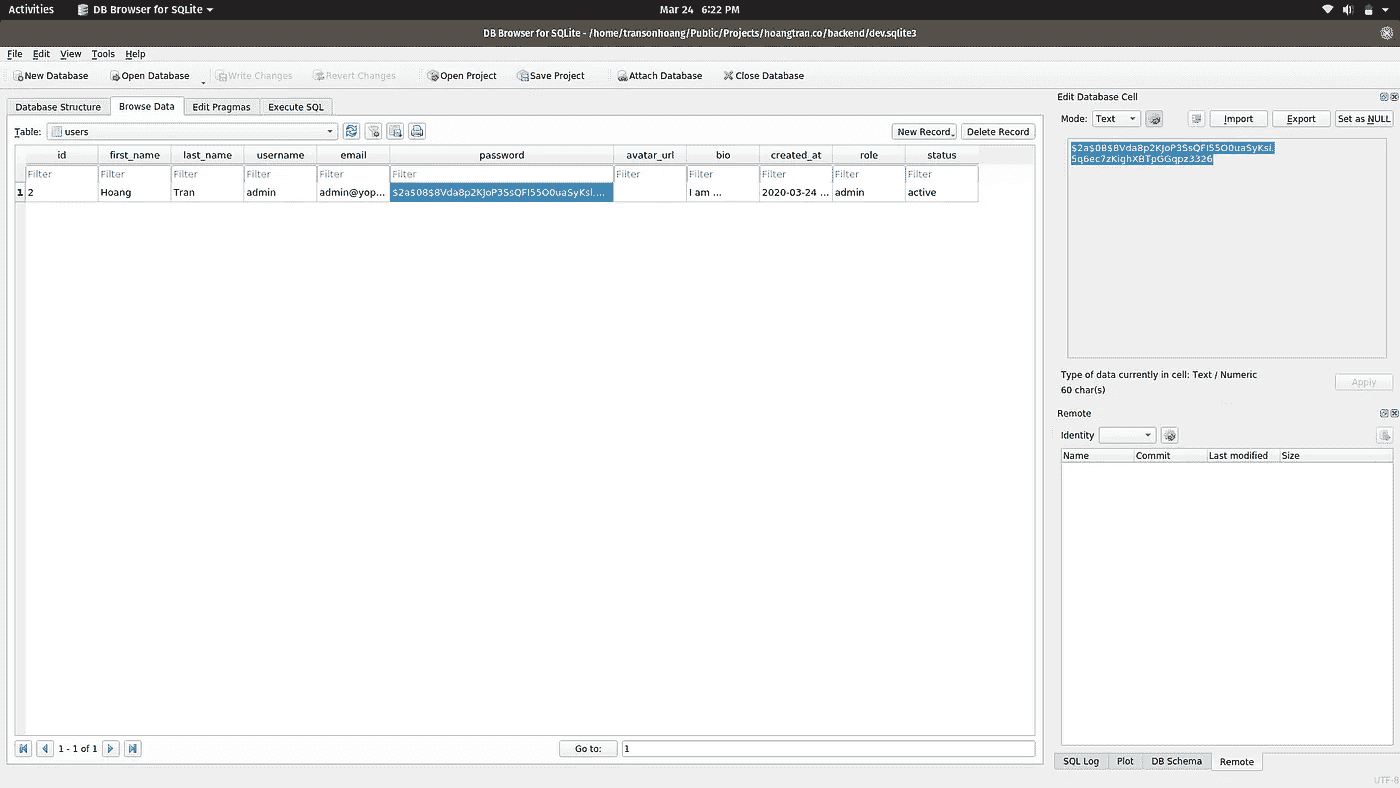 Activities DB Browser for SQLite Mar 24 6:22 PM
DB Browser for SQLite - /home/transonhoang/Public/Projects/hoangtran.co/backend/dev.sqlite3
File Edit View Tools Help
New Database Open Database Write Changes Revert Changes Open Project Save Project Attach Database Close Database
Database Structure Browse Data Edit Pragmas Execute SQL
Table: users New Record Delete Record
id first_name last_name username email password avatar_url bio created_at role status
Filter Filter Filter Filter Filter Filter Filter Filter Filter Filter Filter
1 2 Hoang Tran admin admin@yop... $2a$08$8Vda8p2KJoP3SsQFI55O0uaSyKsl.... I am ... 2020-03-24 ... admin active
1 - 1 of 1 Go to: 1
Edit Database Cell
Mode: Text Import Export Set as NULL
$2a$08$8Vda8p2KJoP3SsQFI55O0uaSyKsl.
5q6ec7zKighXBTpGGqpz3326
Type of data currently in cell: Text / Numeric
60 char(s)
Apply
Remote
Identity
Name Commit Last modified Size
SQL Log Plot DB Schema Remote
UTF-8